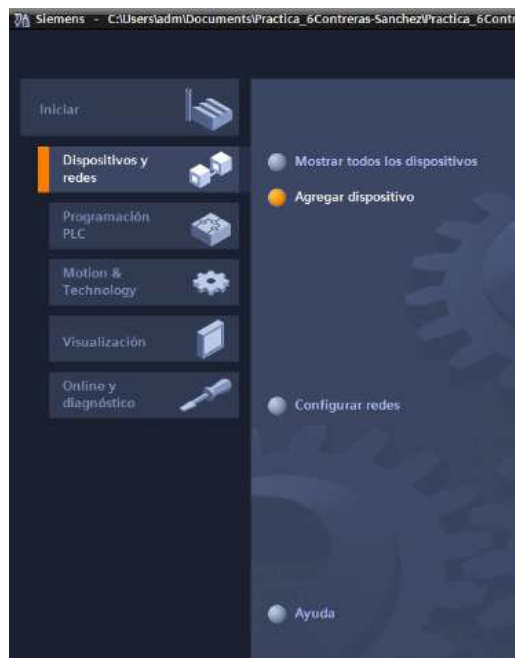 Siemens - C:\Users\adm\Documents\Practica_6Contreras-Sanchez\Practica_6Contr
Iniciar
Dispositivos y
redes
Programación
PLC
Motion &
Technology
Visualización
Online y
diagnóstico
Mostrar todos los dispositivos
Agregar dispositivo
Configurar redes
Ayuda